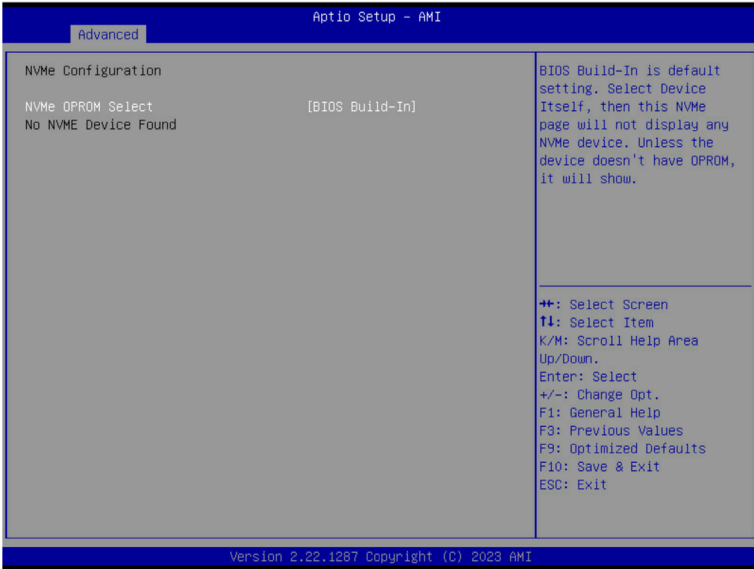 Aptio Setup – AMI
Advanced
NVMe Configuration
NVMe OPROM Select [BIOS Build-In]
No NVME Device Found
BIOS Build-In is default
setting. Select Device
Itself, then this NVMe
page will not display any
NVMe device. Unless the
device doesn't have OPROM,
it will show.
→←: Select Screen
↑↓: Select Item
K/M: Scroll Help Area
Up/Down.
Enter: Select
+/-: Change Opt.
F1: General Help
F3: Previous Values
F9: Optimized Defaults
F10: Save & Exit
ESC: Exit
Version 2.22.1287 Copyright (C) 2023 AMI